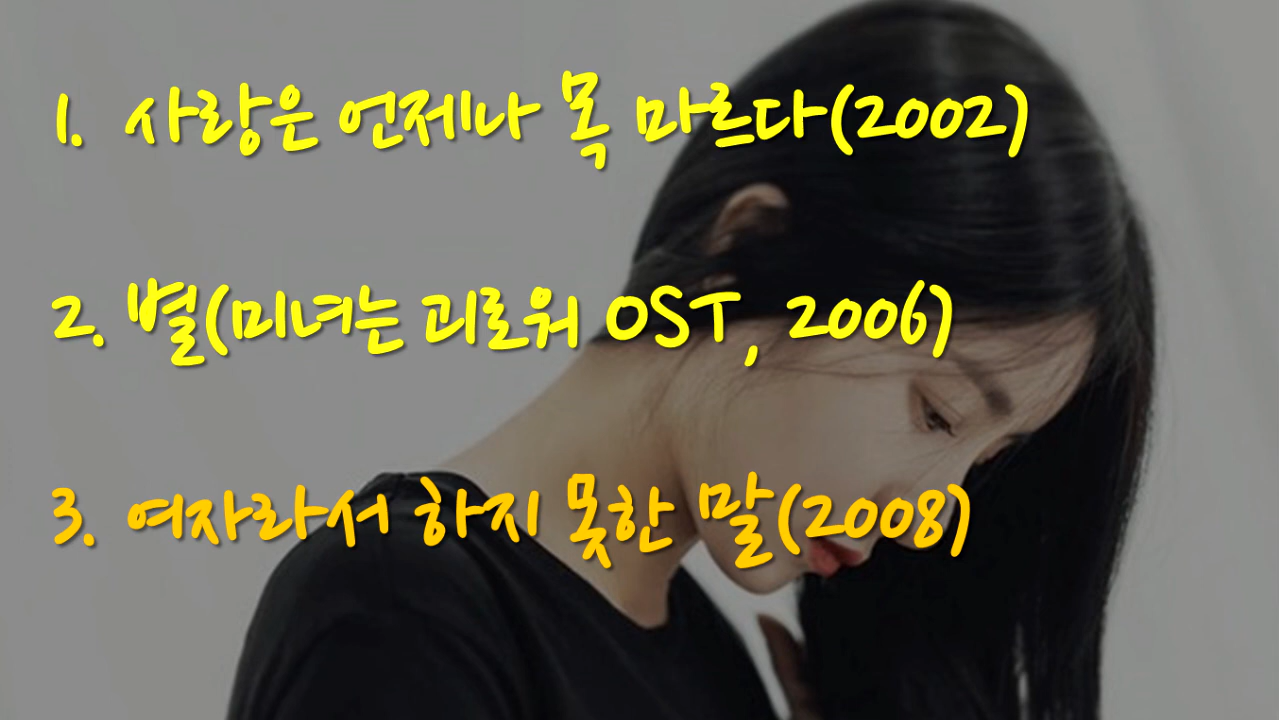 1. 사랑은 언제나 목 마르다(2002)
2. 별(미녀는 괴로워 OST, 2006)
3. 여자라서 하지 못한 말(2008)